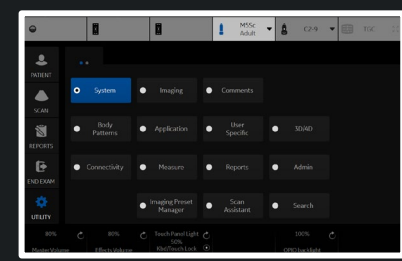 M5Sc
Adult
C2-9
TGC
PATIENT
SCAN
REPORTS
END EXAM
UTILITY
System
Imaging
Comments
Body
Patterns
Application
User
Specific
3D/4D
Connectivity
Measure
Reports
Admin
Imaging Preset
Manager
Scan
Assistant
Search
80%
Master Volume
80%
Effects Volume
Touch Panel Light
50%
Kbd/Touch Lock
100%
OPIO backlight